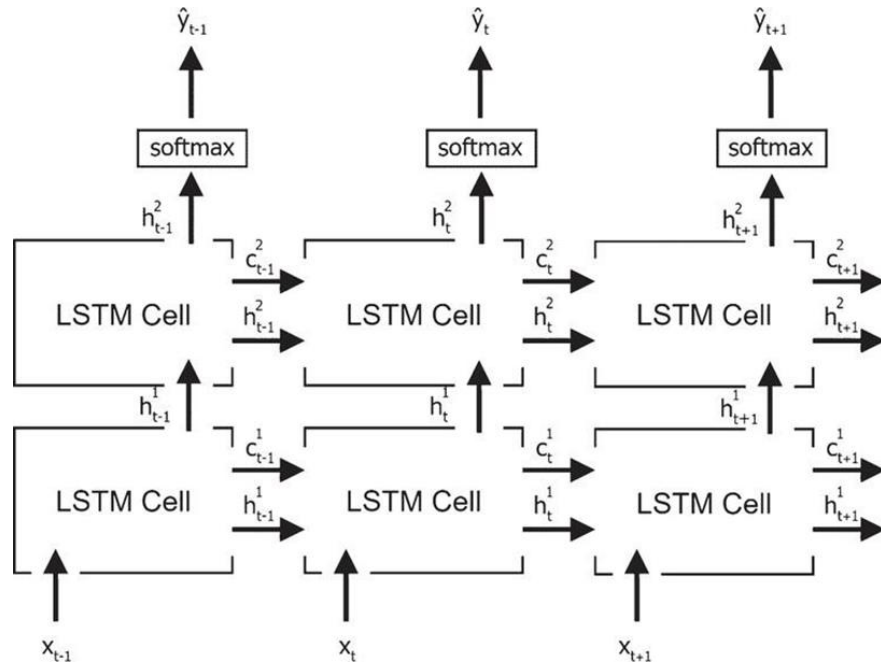 ŷt-1 ŷt ŷt+1
softmax softmax softmax
h²t-1 h²t h²t+1
c²t-1 c²t c²t+1
LSTM Cell LSTM Cell LSTM Cell
h²t-1 h²t h²t+1
h¹t-1 h¹t h¹t+1
c¹t-1 c¹t c¹t+1
LSTM Cell LSTM Cell LSTM Cell
h¹t-1 h¹t h¹t+1
xt-1 xt xt+1